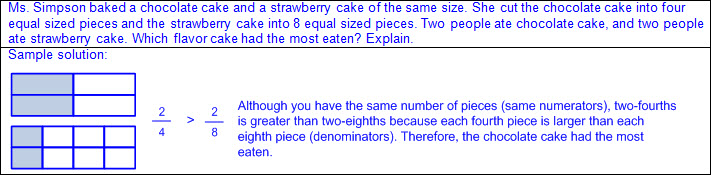 Ms. Simpson baked a chocolate cake and a strawberry cake of the same size. She cut the chocolate cake into four
equal sized pieces and the strawberry cake into 8 equal sized pieces. Two people ate chocolate cake, and two people
ate strawberry cake. Which flavor cake had the most eaten? Explain.
Sample solution:
2/4 > 2/8
Although you have the same number of pieces (same numerators), two-fourths
is greater than two-eighths because each fourth piece is larger than each
eighth piece (denominators). Therefore, the chocolate cake had the most
eaten.